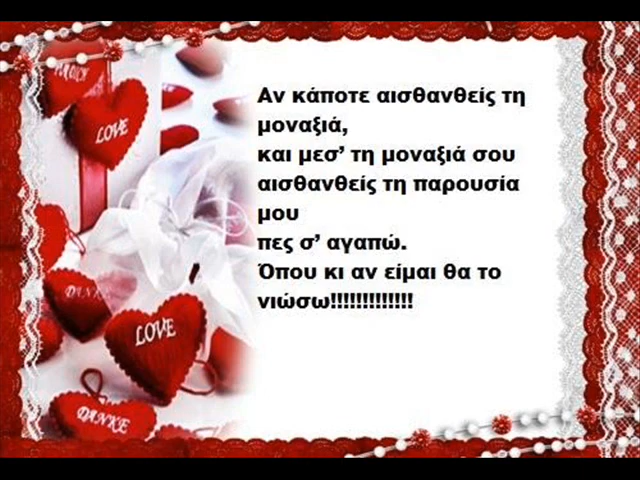 Αν κάποτε αισθανθείς τη
μοναξιά,
και μεσ’ τη μοναξιά σου
αισθανθείς τη παρουσία
μου
πες σ’ αγαπώ.
Όπου κι αν είμαι θα το
νιώσω!!!!!!!!!!!!!
LOVE
DANKE
LOVE
DANKE